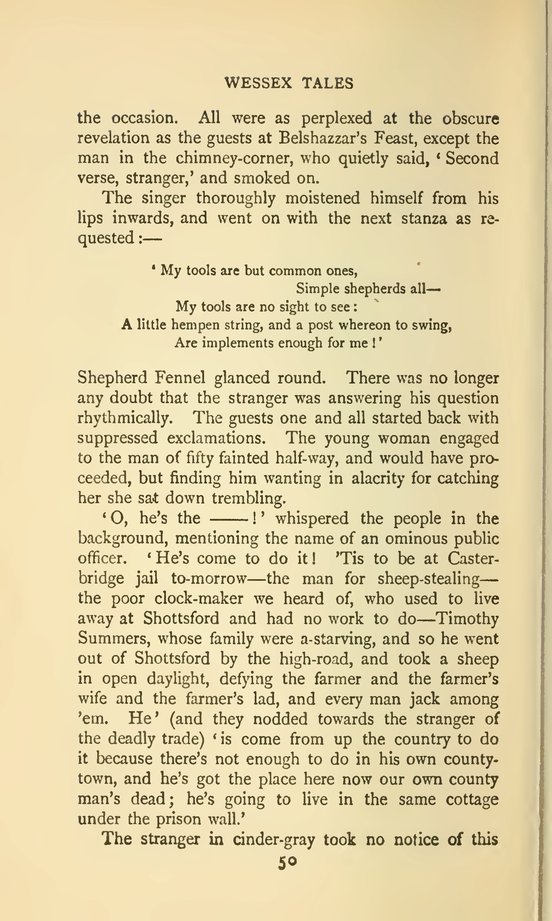 WESSEX TALES
the occasion. All were as perplexed at the obscure
revelation as the guests at Belshazzar's Feast, except the
man in the chimney-corner, who quietly said, ‘ Second
verse, stranger,’ and smoked on.
The singer thoroughly moistened himself from his
lips inwards, and went on with the next stanza as re-
quested :—
‘ My tools are but common ones,
Simple shepherds all—
My tools are no sight to see :
A little hempen string, and a post whereon to swing,
Are implements enough for me ! ’
Shepherd Fennel glanced round. There was no longer
any doubt that the stranger was answering his question
rhythmically. The guests one and all started back with
suppressed exclamations. The young woman engaged
to the man of fifty fainted half-way, and would have pro-
ceeded, but finding him wanting in alacrity for catching
her she sat down trembling.
‘ O, he's the —— ! ’ whispered the people in the
background, mentioning the name of an ominous public
officer. ‘ He's come to do it ! ’Tis to be at Caster-
bridge jail to-morrow—the man for sheep-stealing—
the poor clock-maker we heard of, who used to live
away at Shottsford and had no work to do—Timothy
Summers, whose family were a-starving, and so he went
out of Shottsford by the high-road, and took a sheep
in open daylight, defying the farmer and the farmer's
wife and the farmer's lad, and every man jack among
’em. He ’ (and they nodded towards the stranger of
the deadly trade) ‘ is come from up the country to do
it because there's not enough to do in his own county-
town, and he's got the place here now our own county
man's dead ; he's going to live in the same cottage
under the prison wall.’
The stranger in cinder-gray took no notice of this
50